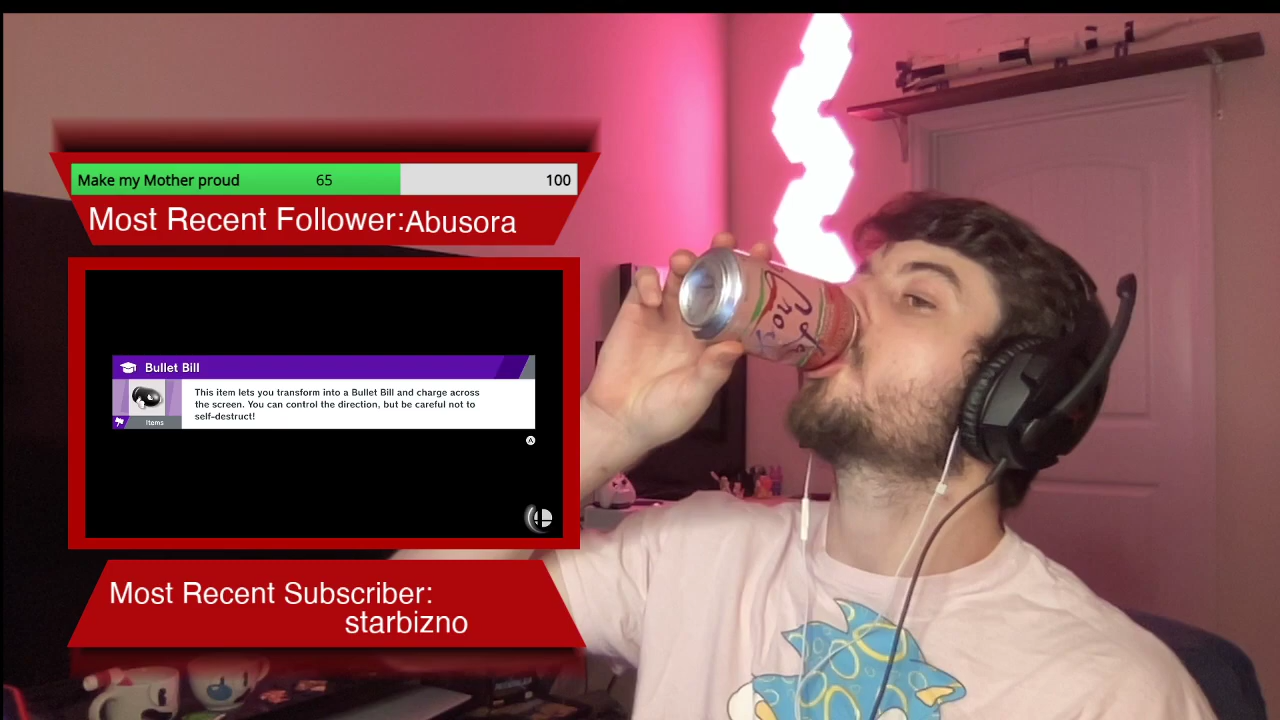 Make my Mother proud 65 100
Most Recent Follower: Abusora
Bullet Bill
This item lets you transform into a Bullet Bill and charge across
the screen. You can control the direction, but be careful not to
self-destruct!
Items
A
Most Recent Subscriber:
starbizno